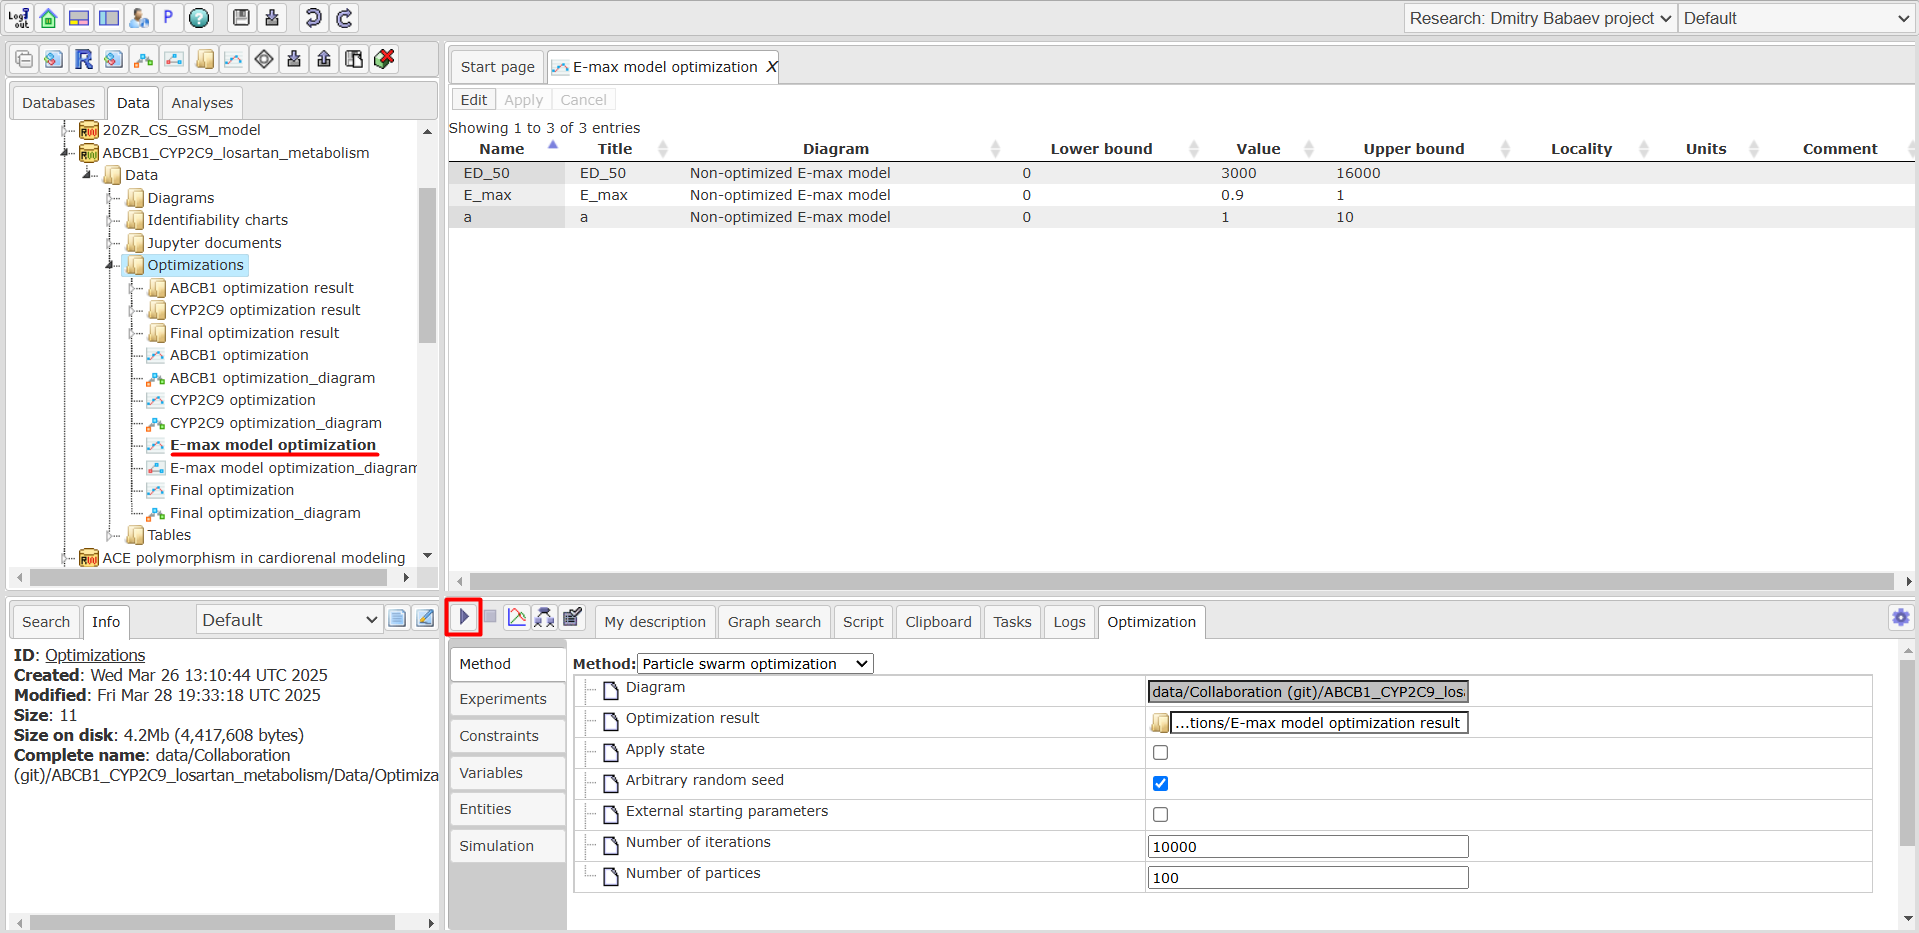 Log out
P
Research: Dmitry Babaev project
Default
R
Start page
E-max model optimization X
Databases
Data
Analyses
Edit
Apply
Cancel
20ZR_CS_GSM_model
ABCB1_CYP2C9_losartan_metabolism
Data
Diagrams
Identifiability charts
Jupyter documents
Optimizations
ABCB1 optimization result
CYP2C9 optimization result
Final optimization result
ABCB1 optimization
ABCB1 optimization_diagram
CYP2C9 optimization
CYP2C9 optimization_diagram
E-max model optimization
E-max model optimization_diagram
Final optimization
Final optimization_diagram
Tables
ACE polymorphism in cardiorenal modeling
Showing 1 to 3 of 3 entries
Name Title Diagram Lower bound Value Upper bound Locality Units Comment
ED_50 ED_50 Non-optimized E-max model 0 3000 16000
E_max E_max Non-optimized E-max model 0 0.9 1
a a Non-optimized E-max model 0 1 10
Search
Info
Default
ID: Optimizations
Created: Wed Mar 26 13:10:44 UTC 2025
Modified: Fri Mar 28 19:33:18 UTC 2025
Size: 11
Size on disk: 4.2Mb (4,417,608 bytes)
Complete name: data/Collaboration
(git)/ABCB1_CYP2C9_losartan_metabolism/Data/Optimiza
My description
Graph search
Script
Clipboard
Tasks
Logs
Optimization
Method
Experiments
Constraints
Variables
Entities
Simulation
Method: Particle swarm optimization
Diagram data/Collaboration (git)/ABCB1_CYP2C9_los
Optimization result ...tions/E-max model optimization result
Apply state
Arbitrary random seed
External starting parameters
Number of iterations 10000
Number of partices 100